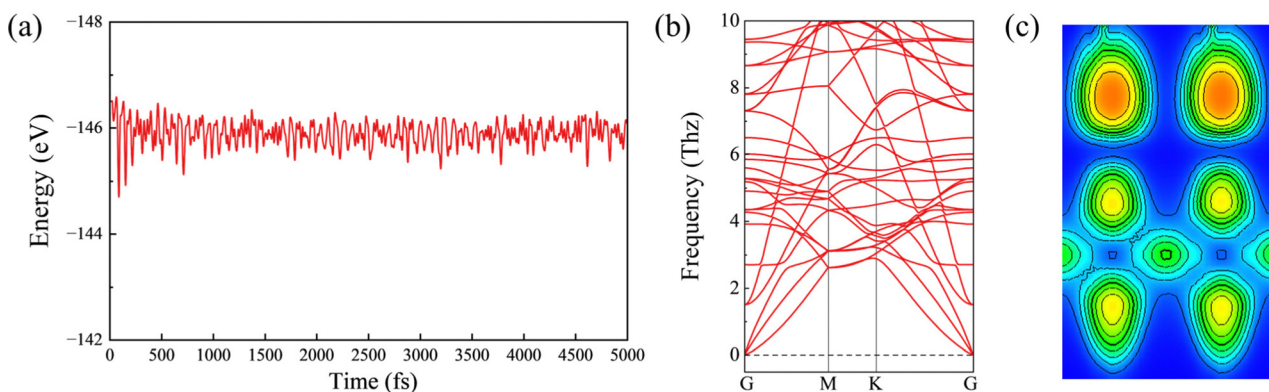 (a)
−148
−146
−144
−142
Energy (eV)
0 500 1000 1500 2000 2500 3000 3500 4000 4500 5000
Time (fs)
(b)
10
8
6
4
2
0
Frequency (Thz)
G M K G
(c)